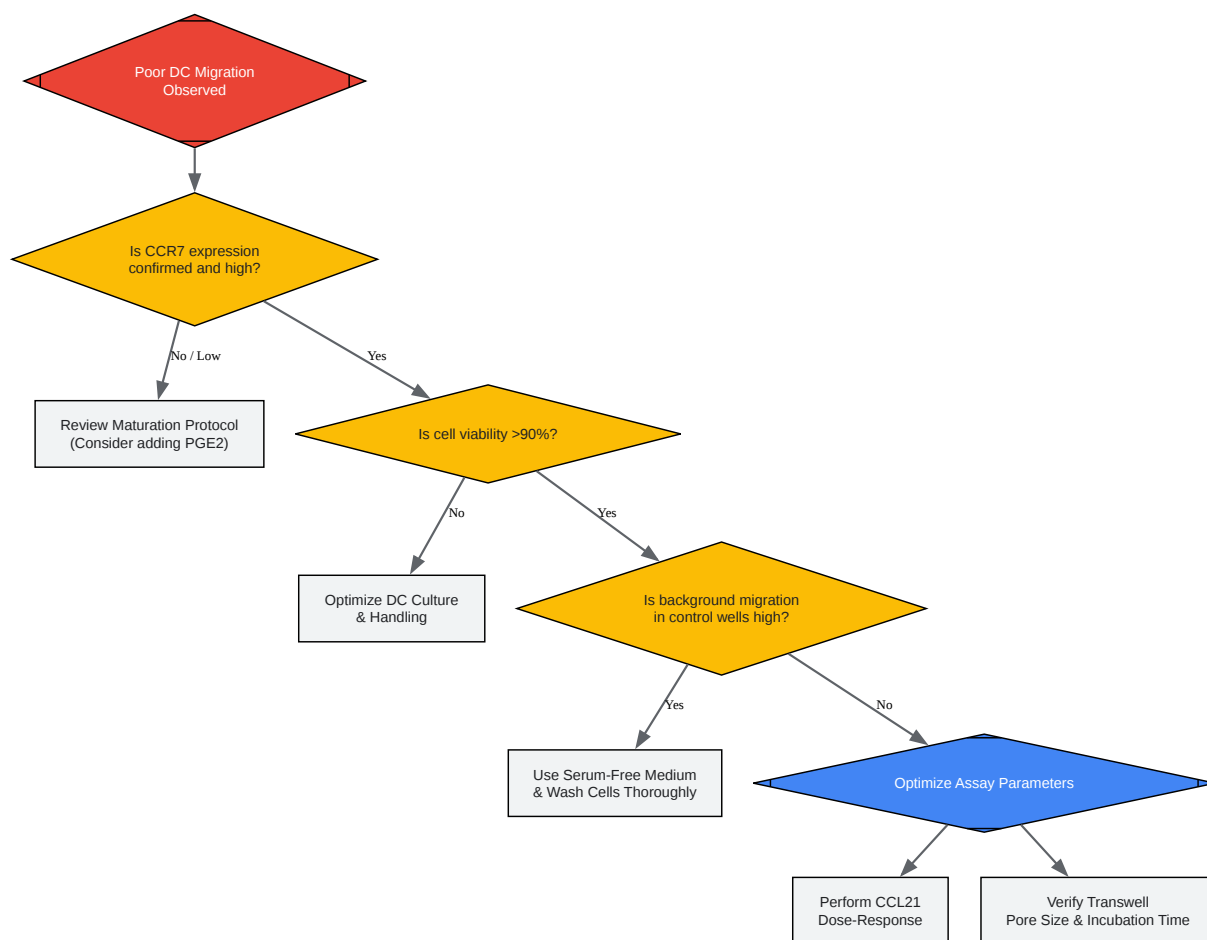 Poor DC Migration
Observed
Is CCR7 expression
confirmed and high?
No / Low
Yes
Review Maturation Protocol
(Consider adding PGE2)
Is cell viability >90%?
No
Yes
Optimize DC Culture
& Handling
Is background migration
in control wells high?
Yes
No
Use Serum-Free Medium
& Wash Cells Thoroughly
Optimize Assay Parameters
Perform CCL21
Dose-Response
Verify Transwell
Pore Size & Incubation Time